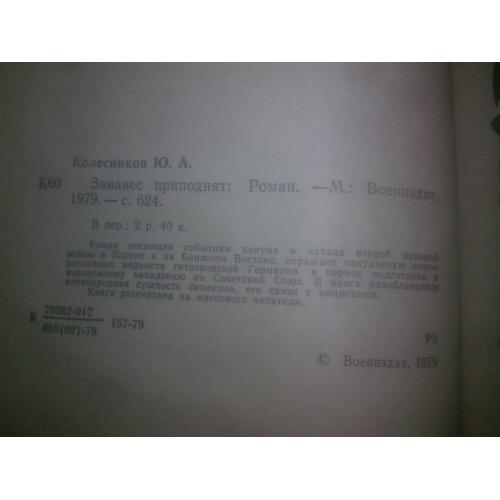 Колесников Ю. А.
К60 Занавес приподнят: Роман. —М.: Воениздат,
1979.—с. 624.
В пер.: 2 р. 40 к.
Роман посвящен событиям кануна и начала второй мировой
войны в Европе и на Ближнем Востоке, отражает закулисную возню
различных ведомств гитлеровской Германии в период подготовки к
вероломному нападению на Советский Союз. В книге разоблачается
антинародная сущность сионизма, его связи с нацистами.
Книга рассчитана на массового читателя.
К 70302-017
068(02)-79 157-79
Р2
© Воениздат, 1979